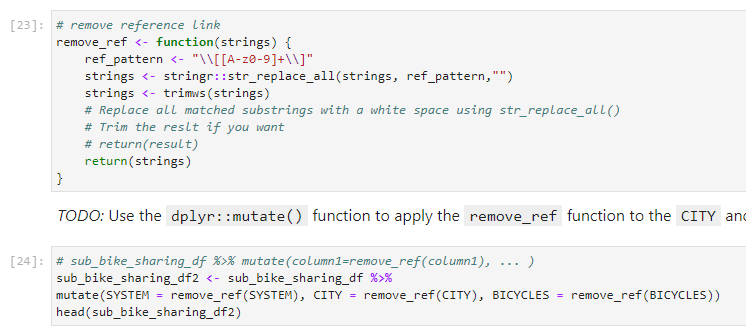 [23]: # remove reference link
remove_ref <- function(strings) {
    ref_pattern <- "\\[[A-z0-9]+\\]"
    strings <- stringr::str_replace_all(strings, ref_pattern,"")
    strings <- trimws(strings)
    # Replace all matched substrings with a white space using str_replace_all()
    # Trim the reslt if you want
    # return(result)
    return(strings)
}
TODO: Use the dplyr::mutate() function to apply the remove_ref function to the CITY and
[24]: # sub_bike_sharing_df %>% mutate(column1=remove_ref(column1), ... )
sub_bike_sharing_df2 <- sub_bike_sharing_df %>%
mutate(SYSTEM = remove_ref(SYSTEM), CITY = remove_ref(CITY), BICYCLES = remove_ref(BICYCLES))
head(sub_bike_sharing_df2)